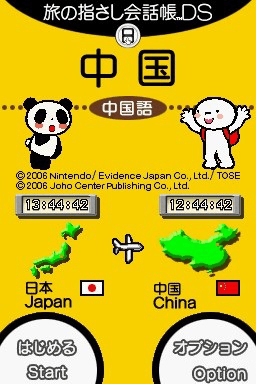 旅の指さし会話帳™DS
中国
中国語
©2006 Nintendo/ Evidence Japan Co., Ltd./ TOSE
©2006 Joho Center Publishing Co., Ltd.
13:44:42 12:44:42
日本 中国
Japan China
はじめる オプション
Start Option